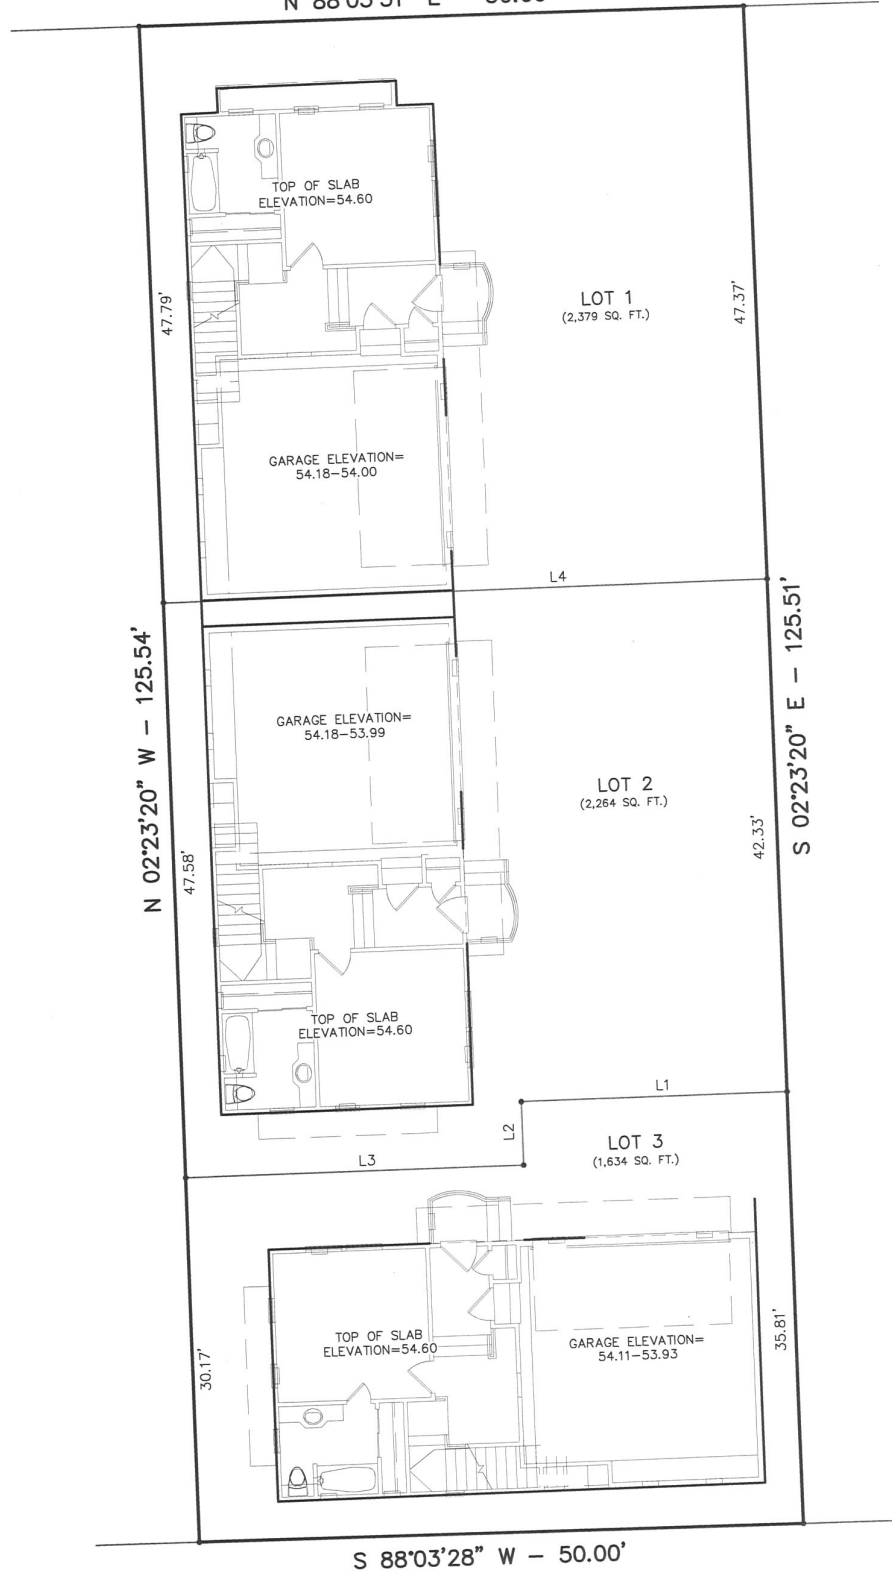 TOP OF SLAB
ELEVATION=54.60
LOT 1
(2,379 SQ. FT.)
47.79'
47.37'
GARAGE ELEVATION=
54.18–54.00
L4
N 02°23'20" W – 125.54'
S 02°23'20" E – 125.51'
GARAGE ELEVATION=
54.18–53.99
LOT 2
(2,264 SQ. FT.)
47.58'
42.33'
TOP OF SLAB
ELEVATION=54.60
L1
L2
L3
LOT 3
(1,634 SQ. FT.)
TOP OF SLAB
ELEVATION=54.60
GARAGE ELEVATION=
54.11–53.93
30.17'
35.81'
S 88°03'28" W – 50.00'